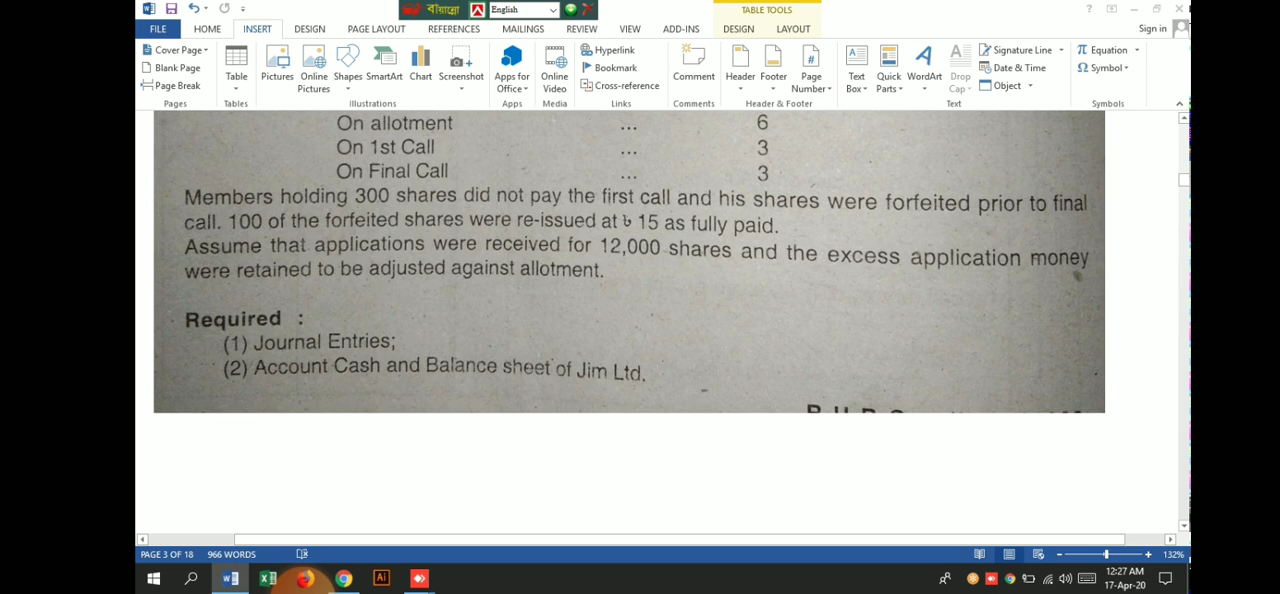 বাঁয়ান্নো English
TABLE TOOLS
FILE HOME INSERT DESIGN PAGE LAYOUT REFERENCES MAILINGS REVIEW VIEW ADD-INS DESIGN LAYOUT Sign in
Cover Page
Blank Page
Page Break
Pages
Table
Tables
Pictures Online Pictures Shapes SmartArt Chart Screenshot
Illustrations
Apps for Office
Apps
Online Video
Media
Hyperlink
Bookmark
Cross-reference
Links
Comment
Comments
Header Footer Page Number
Header & Footer
Text Box Quick Parts WordArt Drop Cap
Signature Line
Date & Time
Object
Text
π Equation
Ω Symbol
Symbols
On allotment ... 6
On 1st Call ... 3
On Final Call ... 3
Members holding 300 shares did not pay the first call and his shares were forfeited prior to final
call. 100 of the forfeited shares were re-issued at ৳ 15 as fully paid.
Assume that applications were received for 12,000 shares and the excess application money
were retained to be adjusted against allotment.
Required :
(1) Journal Entries;
(2) Account Cash and Balance sheet of Jim Ltd.
PAGE 3 OF 18 966 WORDS 132%
12:27 AM
17-Apr-20